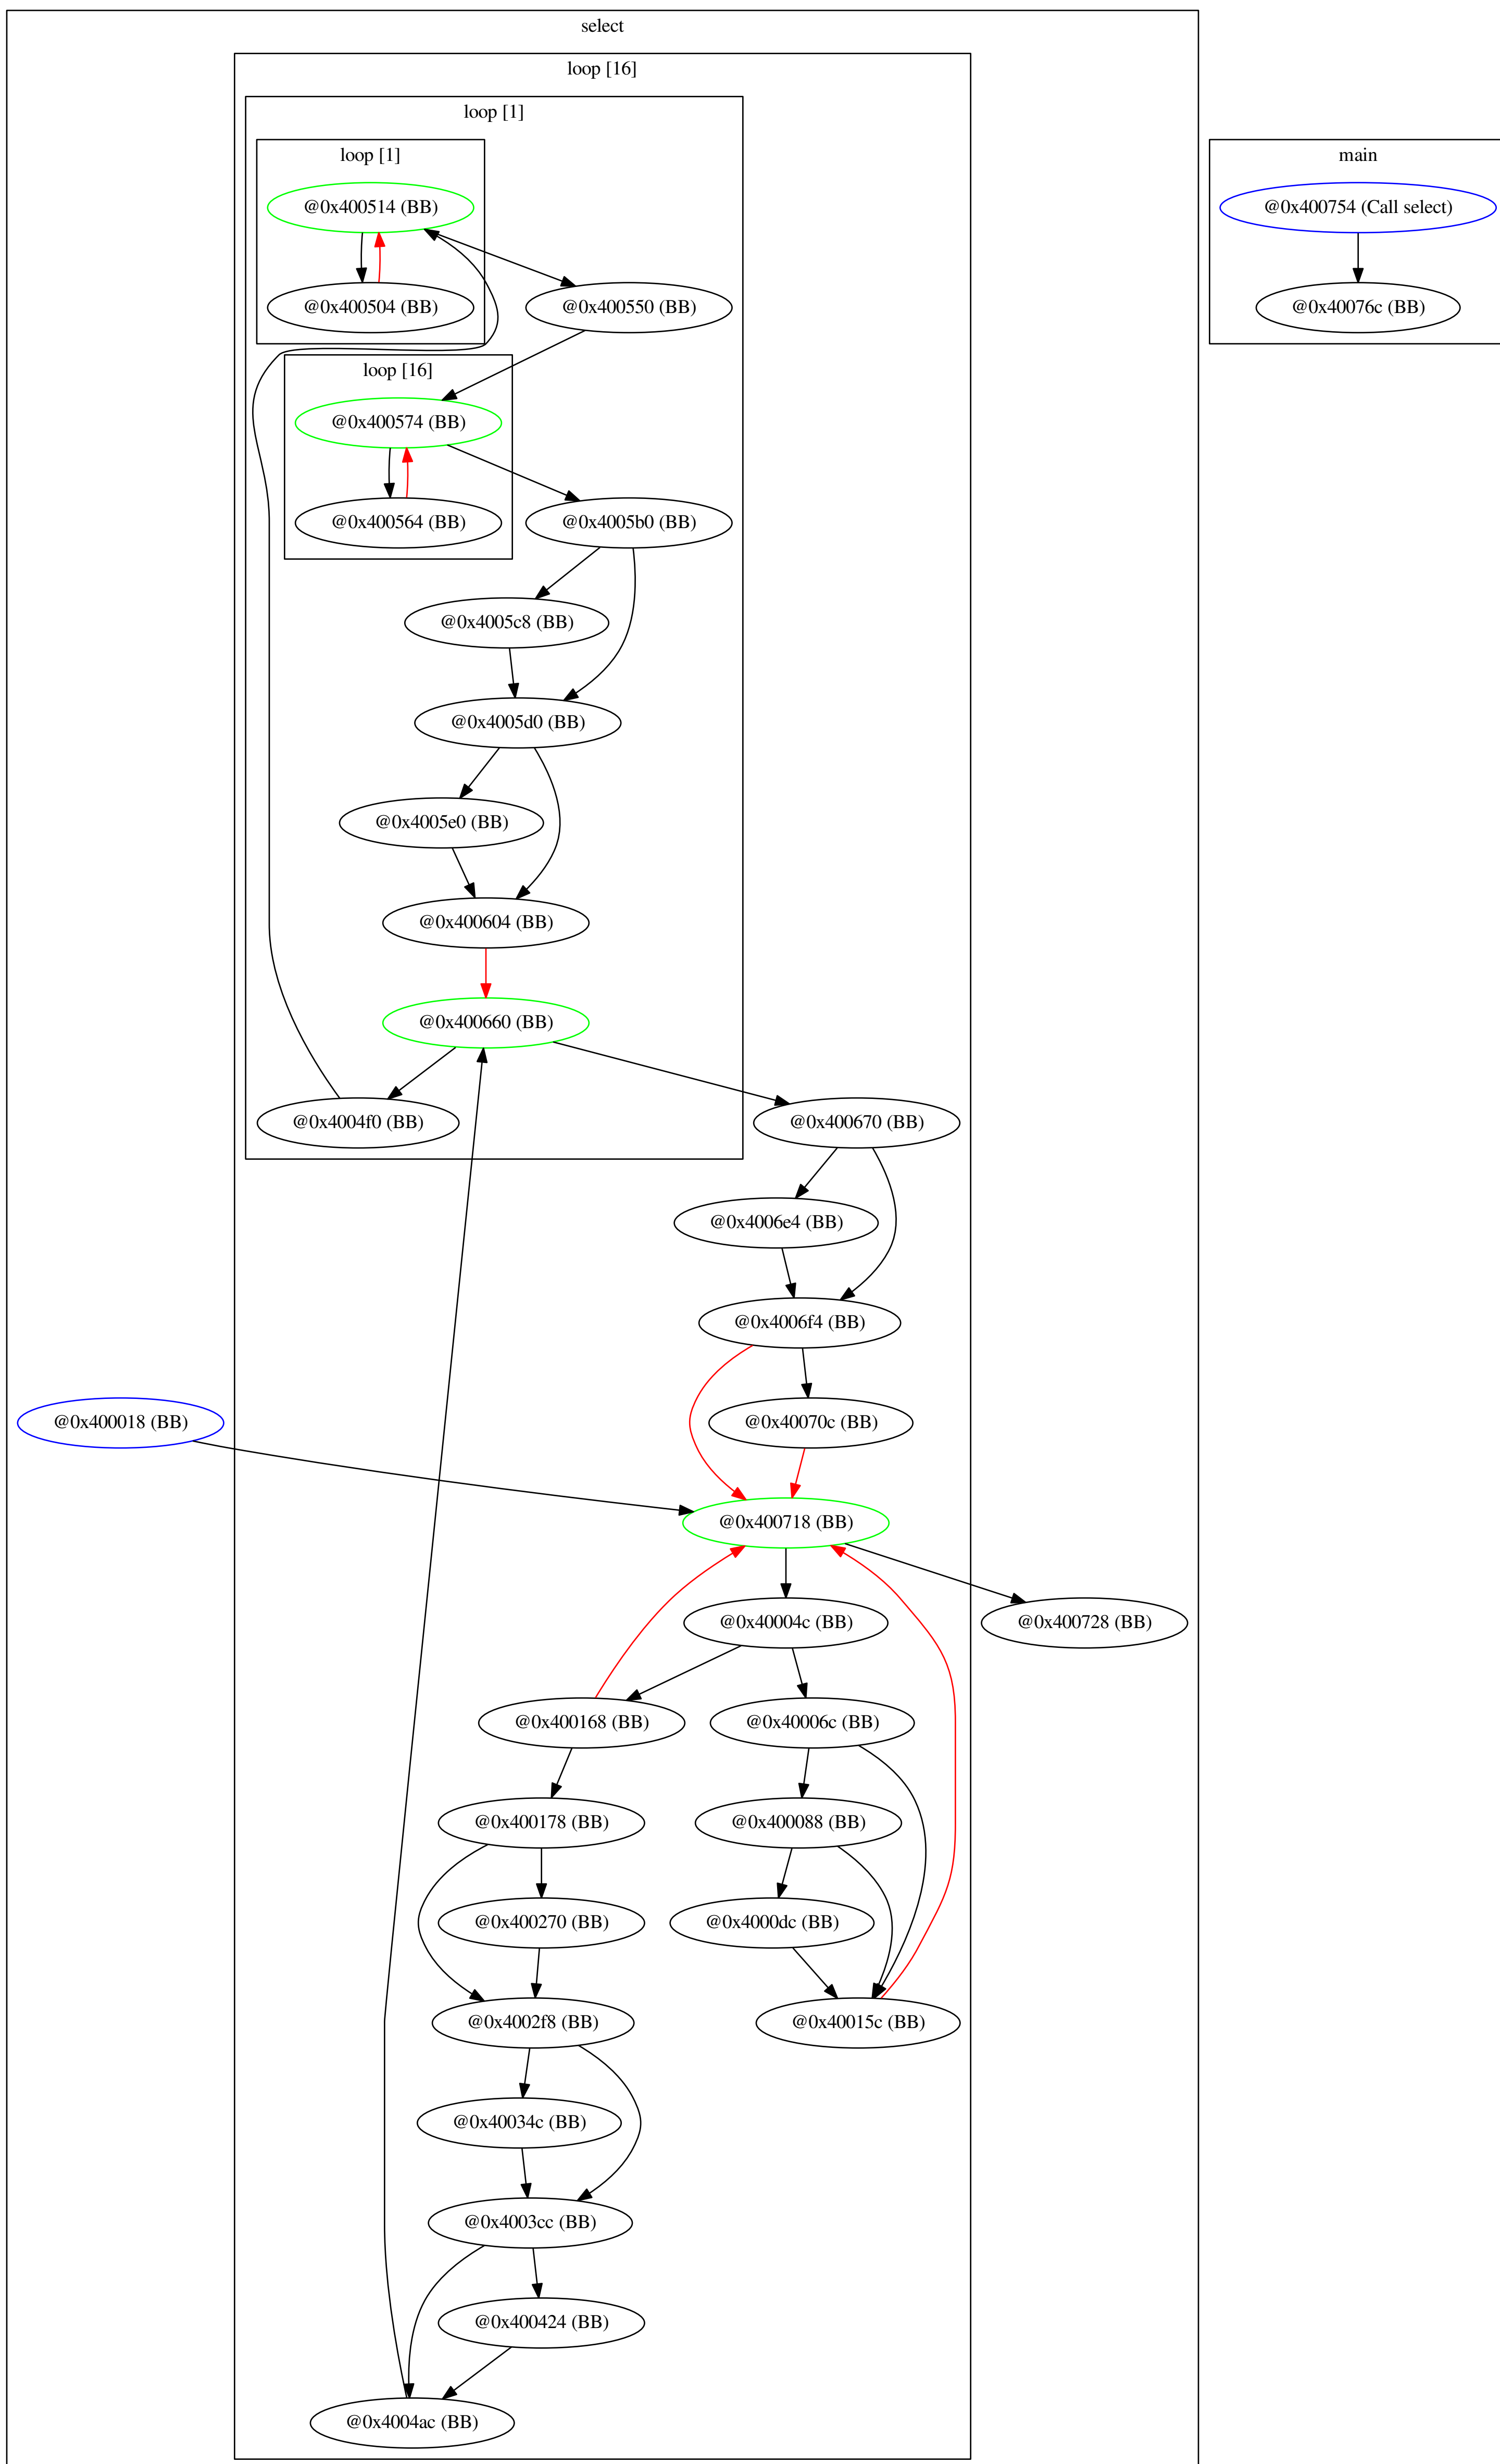 select
loop [16]
loop [1]
loop [1]
main
@0x400514 (BB)
@0x400754 (Call select)
@0x400504 (BB)
@0x400550 (BB)
@0x40076c (BB)
loop [16]
@0x400574 (BB)
@0x400564 (BB)
@0x4005b0 (BB)
@0x4005c8 (BB)
@0x4005d0 (BB)
@0x4005e0 (BB)
@0x400604 (BB)
@0x400660 (BB)
@0x4004f0 (BB)
@0x400670 (BB)
@0x4006e4 (BB)
@0x4006f4 (BB)
@0x400018 (BB)
@0x40070c (BB)
@0x400718 (BB)
@0x40004c (BB)
@0x400728 (BB)
@0x400168 (BB)
@0x40006c (BB)
@0x400178 (BB)
@0x400088 (BB)
@0x400270 (BB)
@0x4000dc (BB)
@0x4002f8 (BB)
@0x40015c (BB)
@0x40034c (BB)
@0x4003cc (BB)
@0x400424 (BB)
@0x4004ac (BB)